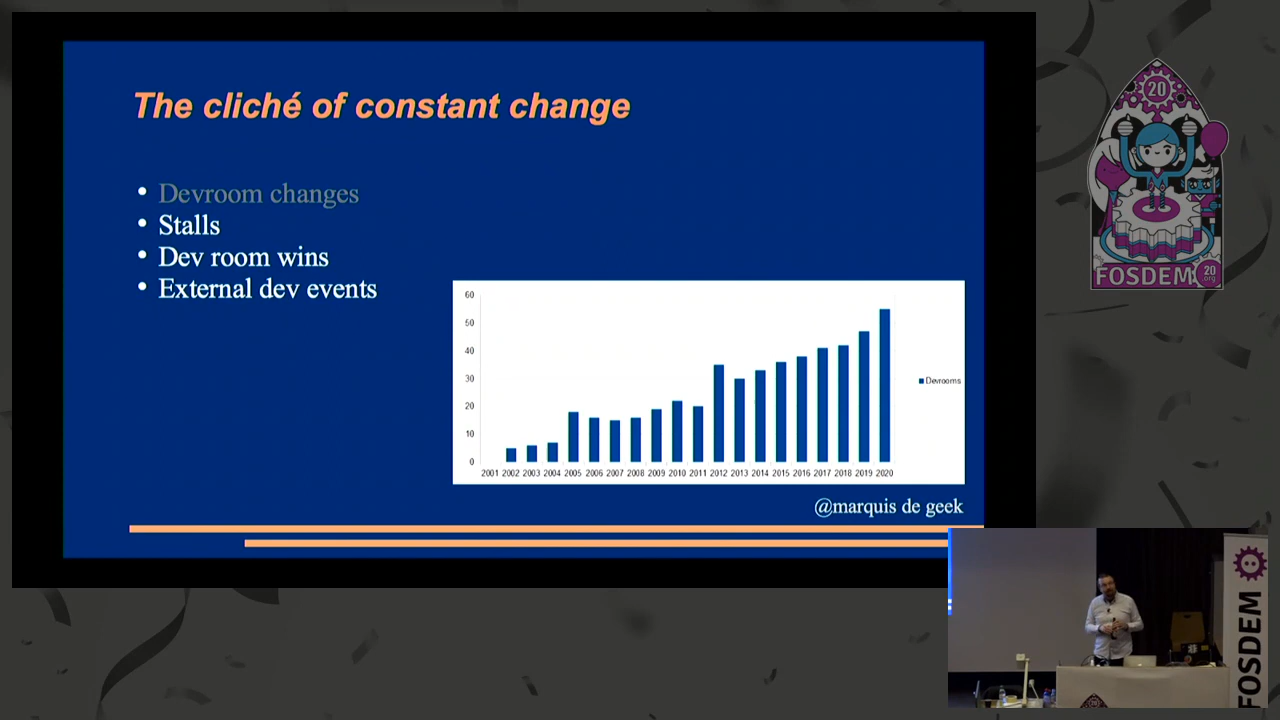 The cliché of constant change
Devroom changes
Stalls
Dev room wins
External dev events
60
50
40
30
20
10
0
2001 2002 2003 2004 2005 2006 2007 2008 2009 2010 2011 2012 2013 2014 2015 2016 2017 2018 2019 2020
Devrooms
@marquis de geek
20
FOSDEM 20
.org
FOSDEM
20